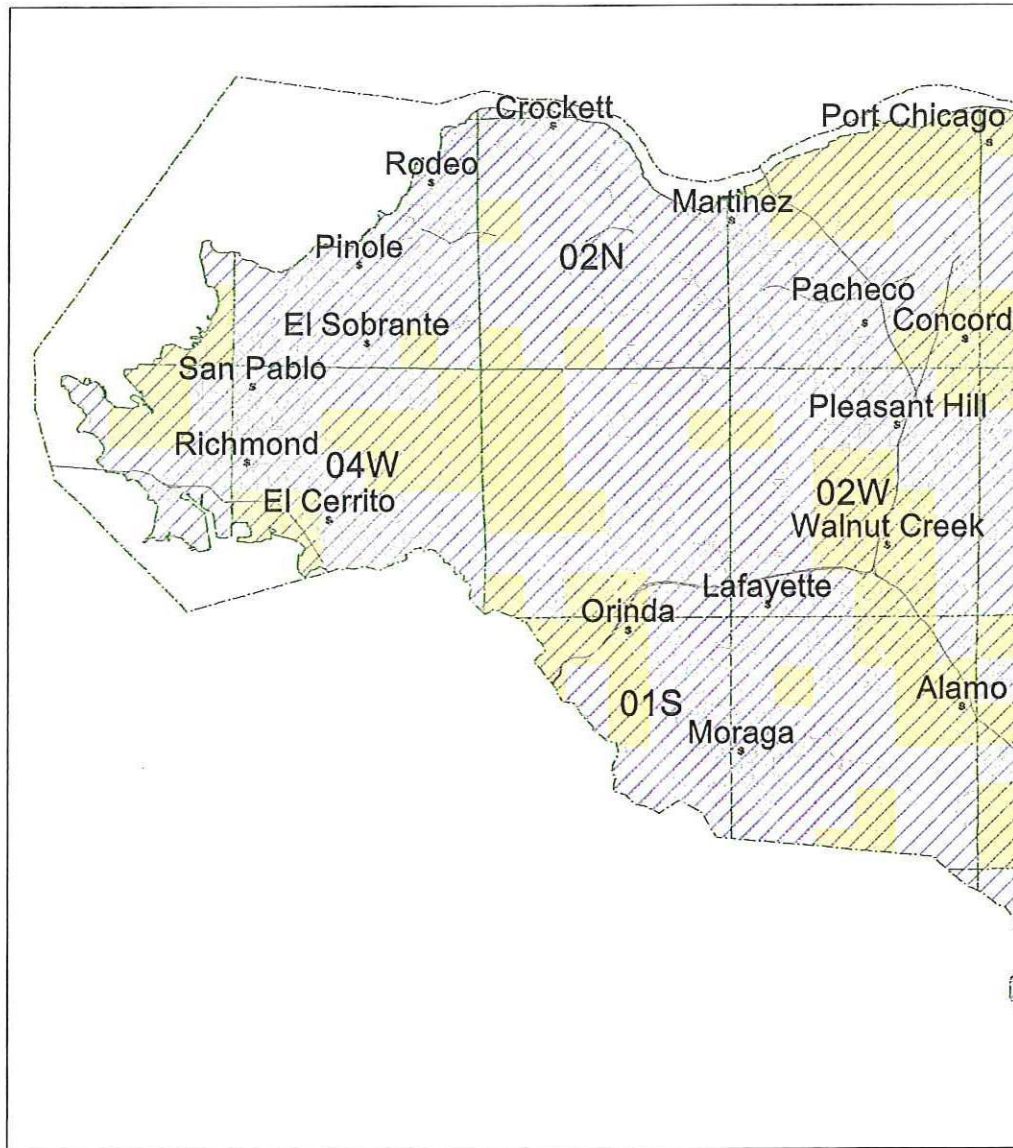 Crockett
Port Chicago
Rodeo
Martinez
Pinole
02N
Pacheco
El Sobrante
Concord
San Pablo
Pleasant Hill
Richmond
04W
El Cerrito
02W
Walnut Creek
Lafayette
Orinda
Alamo
01S
Moraga